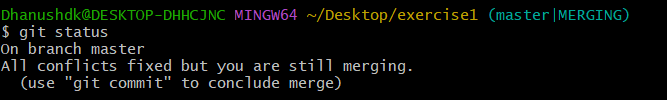 Dhanushdk@DESKTOP-DHHCJNC MINGW64 ~/Desktop/exercise1 (master|MERGING)
$ git status
On branch master
All conflicts fixed but you are still merging.
  (use "git commit" to conclude merge)